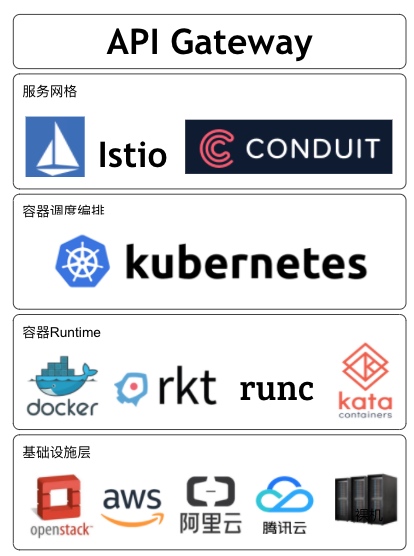 API Gateway
服务网格
Istio
CONDUIT
容器调度编排
kubernetes
容器Runtime
docker
rkt
runc
kata
containers
基础设施层
openstack
aws
阿里云
腾讯云
裸机